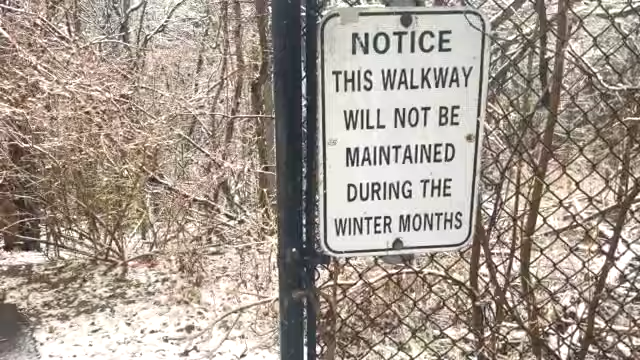 NOTICE
THIS WALKWAY
WILL NOT BE
MAINTAINED
DURING THE
WINTER MONTHS